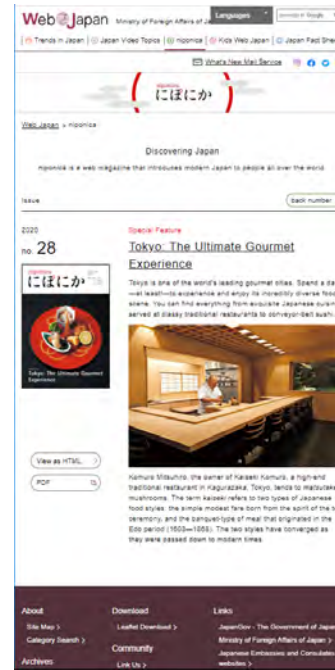 Web Japan Ministry of Foreign Affairs of Ja
Languages
Trends in Japan
Japan Video Topics
niponica
Kids Web Japan
Japan Fact Shee
What's New Mail Service
にぽにか
Web Japan > niponica
Discovering Japan
niponica is a web magazine that introduces modern Japan to people all over the world.
Issue
back number
2020
no. 28
にぽにか
Tokyo: The Ultimate Gourmet
Experience
Special Feature
Tokyo: The Ultimate Gourmet
Experience
Tokyo is one of the world's leading gourmet cities. Spend a da
—at least!—to experience and enjoy its incredibly diverse food
scene. You can find everything from exquisite Japanese cuisin
served at classy traditional restaurants to conveyor-belt sushi.
View as HTML
PDF
Komuro Mitsuhiro, the owner of Kaiseki Komuro, a high-end
traditional restaurant in Kagurazaka, Tokyo, tends to matsutake
mushrooms. The term kaiseki refers to two types of Japanese
food styles: the simple modest fare born from the spirit of the t
ceremony, and the banquet-type of meal that originated in the
Edo period (1603—1868). The two styles have converged as
they were passed down to modern times.
About
Site Map >
Category Search >
Archives
Download
Leaflet Download >
Community
Link Us >
Links
JapanGov - The Government of Japan
Ministry of Foreign Affairs of Japan >
Japanese Embassies and Consulates
websites >